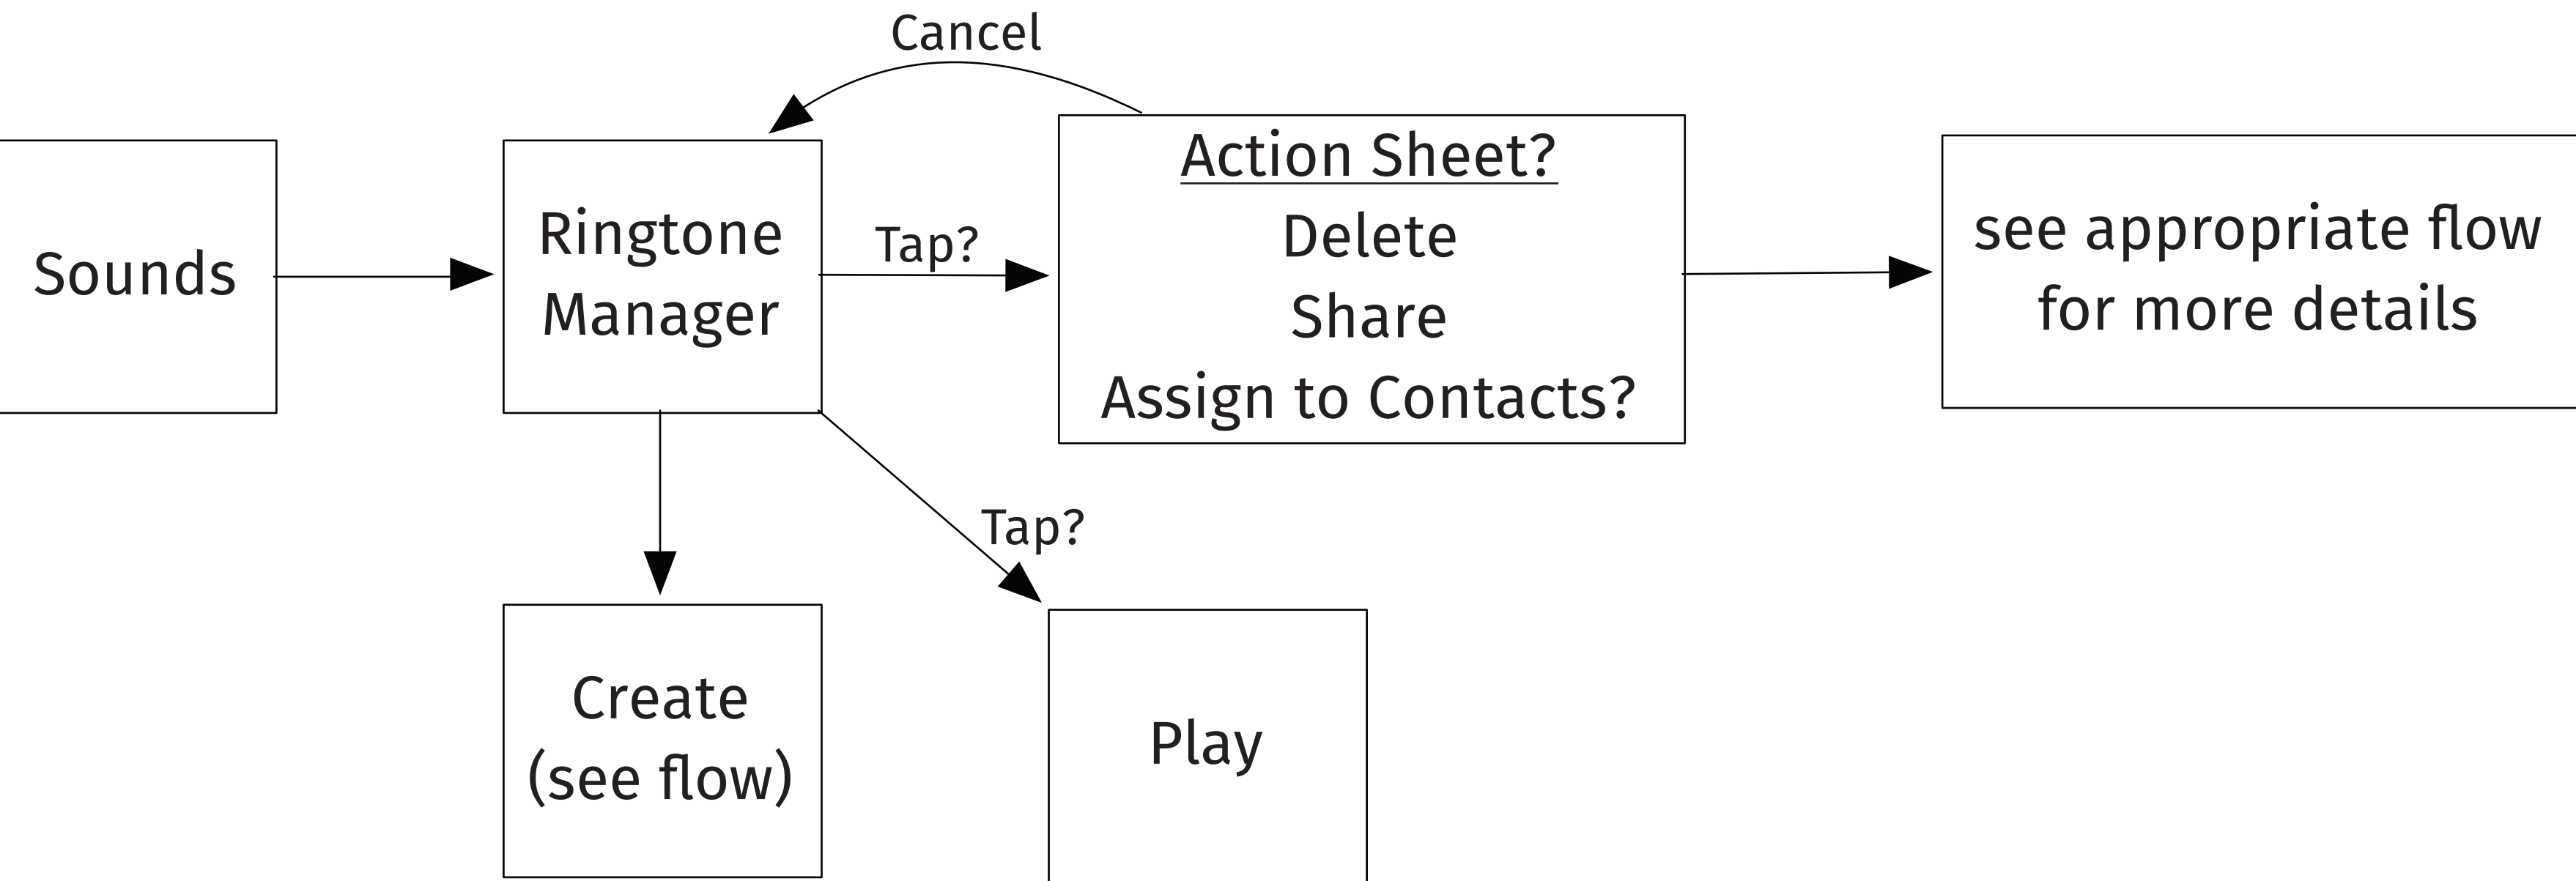 Cancel
Sounds
Ringtone
Manager
Tap?
Action Sheet?
Delete
Share
Assign to Contacts?
see appropriate flow
for more details
Tap?
Create
(see flow)
Play